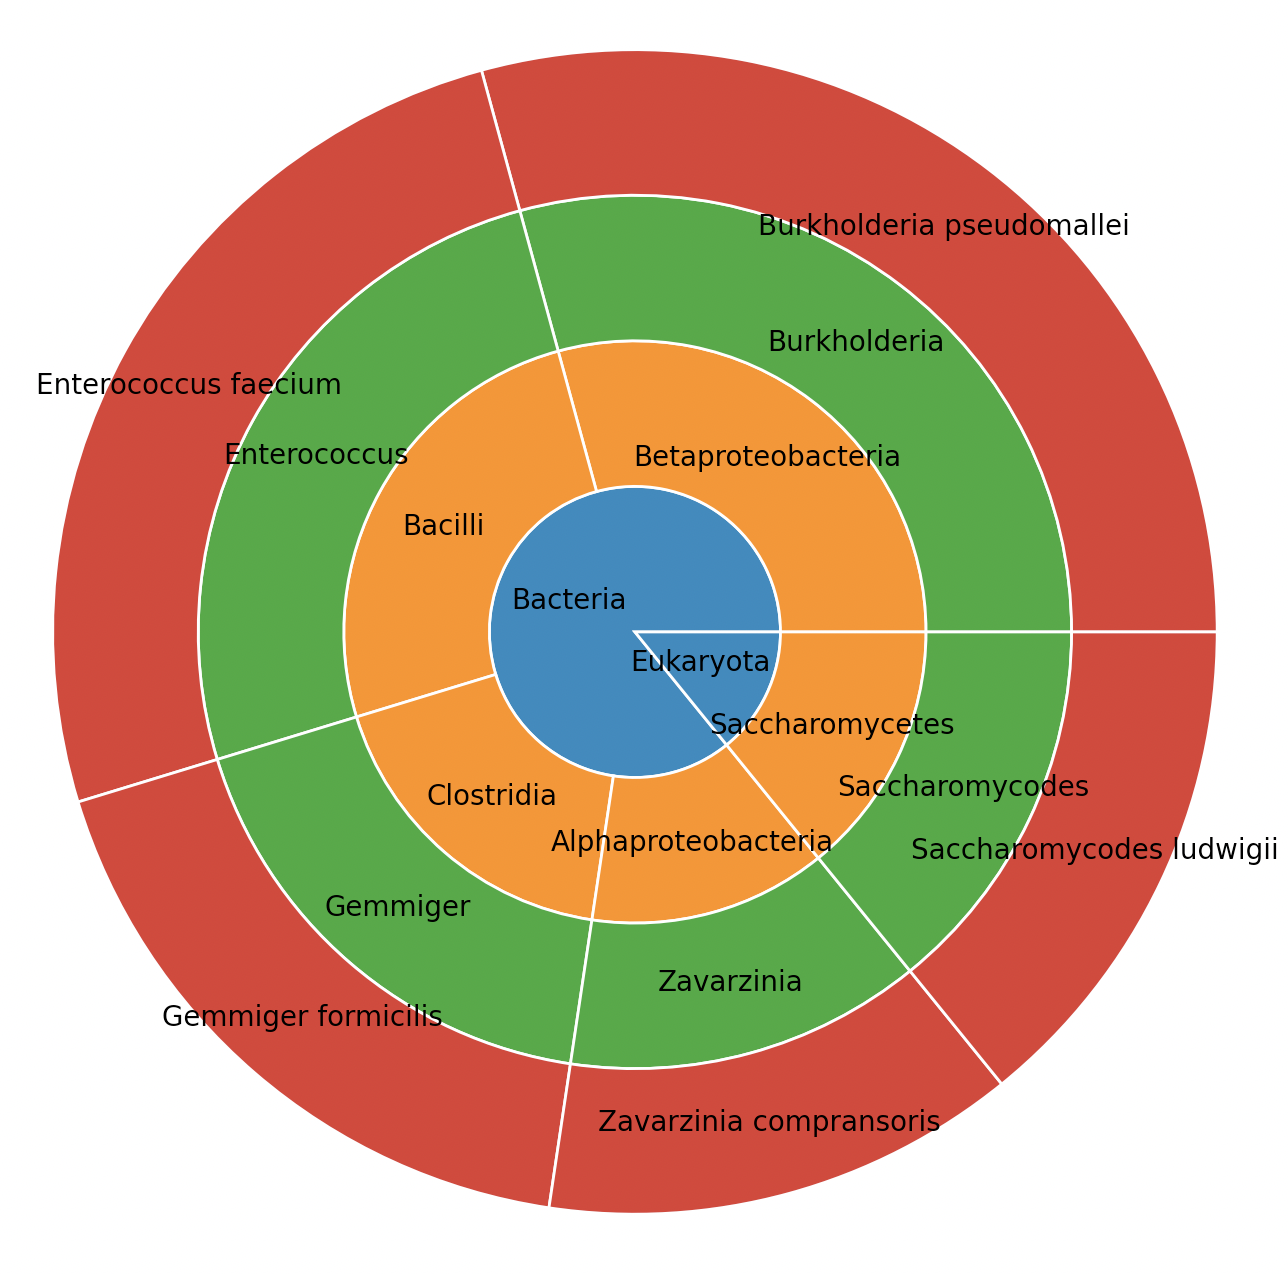 Burkholderia pseudomallei
Burkholderia
Enterococcus faecium
Enterococcus
Betaproteobacteria
Bacilli
Bacteria
Eukaryota
Saccharomycetes
Saccharomycodes
Clostridia
Alphaproteobacteria
Saccharomycodes ludwigii
Gemmiger
Zavarzinia
Gemmiger formicilis
Zavarzinia compransoris